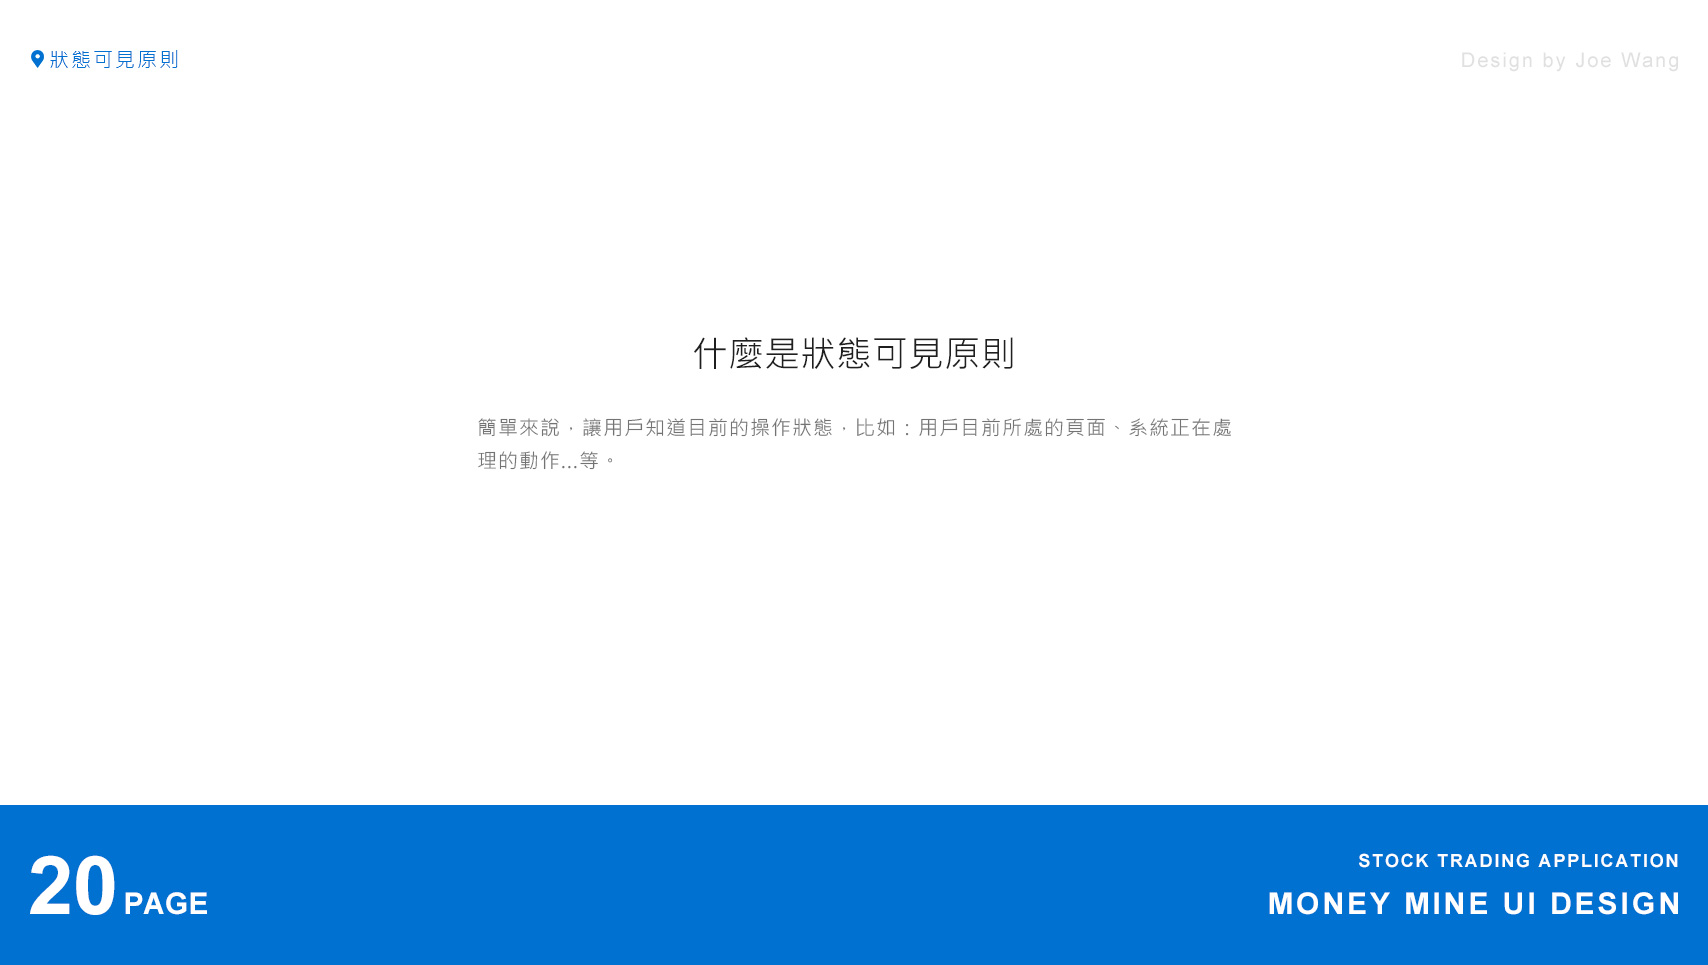 狀態可見原則
Design by Joe Wang
什麼是狀態可見原則
簡單來說，讓用戶知道目前的操作狀態，比如：用戶目前所處的頁面、系統正在處
理的動作...等。
20 PAGE
STOCK TRADING APPLICATION
MONEY MINE UI DESIGN